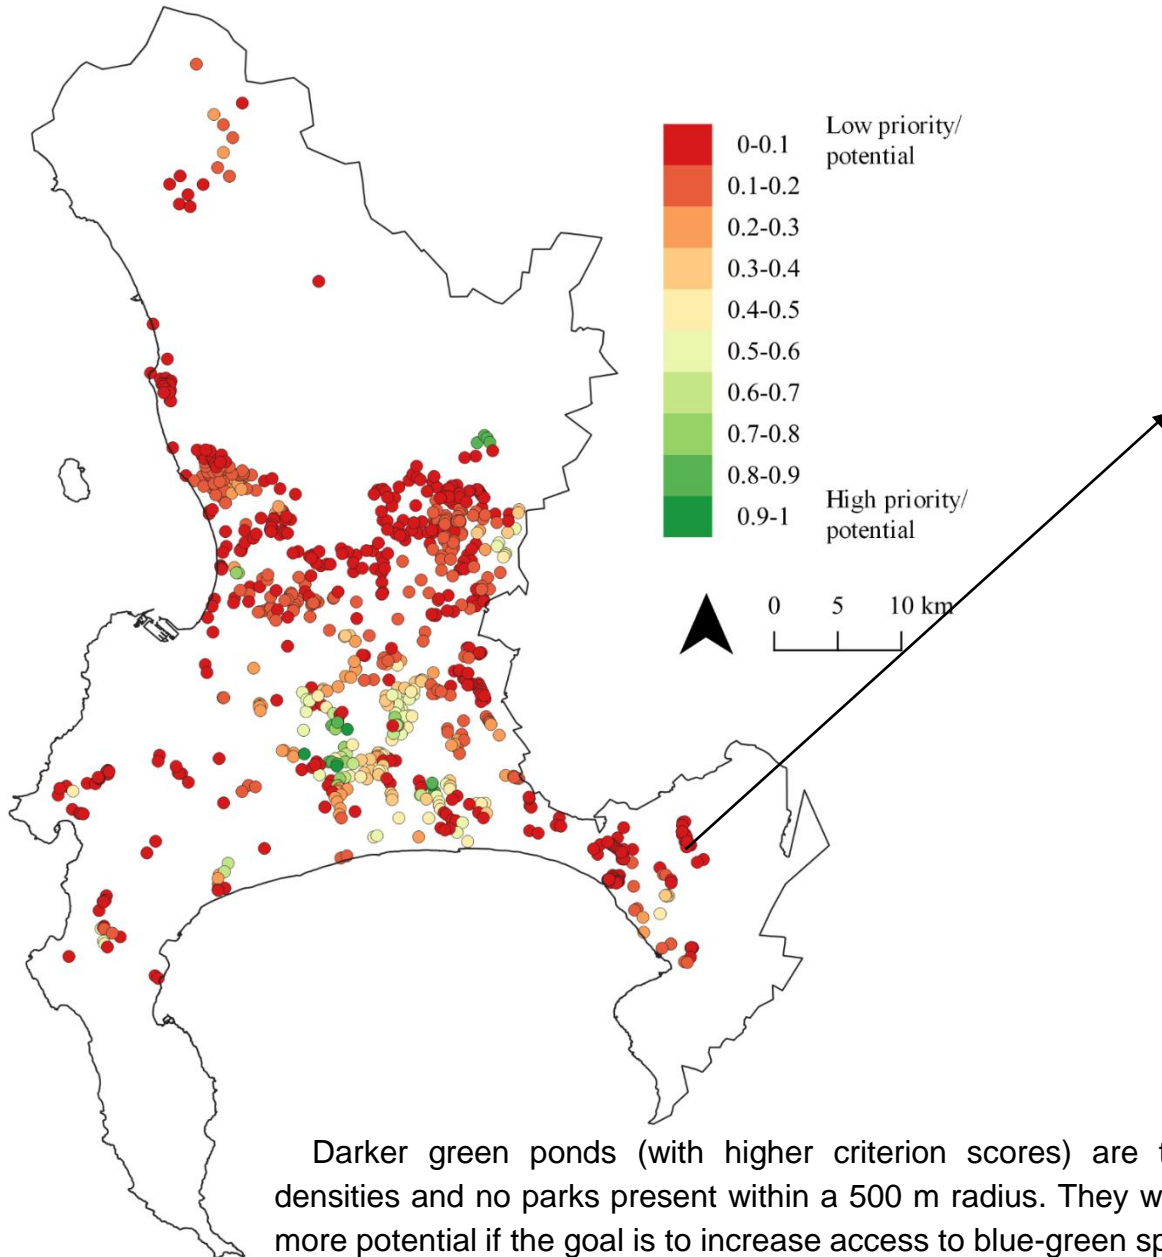 0-0.1
Low priority/
potential
0.1-0.2
0.2-0.3
0.3-0.4
0.4-0.5
0.5-0.6
0.6-0.7
0.7-0.8
0.8-0.9
0.9-1
High priority/
potential
0 5 10 km
Darker green ponds (with higher criterion scores) are
densities and no parks present within a 500 m radius. They
more potential if the goal is to increase access to blue-green